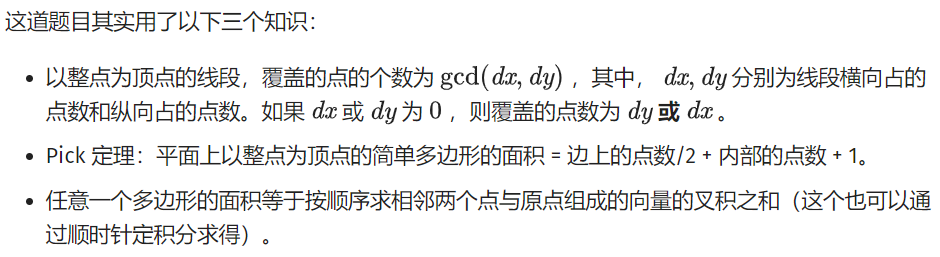 这道题目其实用了以下三个知识：
• 以整点为顶点的线段，覆盖的点的个数为 gcd(dx, dy) ，其中， dx, dy 分别为线段横向占的
点数和纵向占的点数。如果 dx 或 dy 为 0 ，则覆盖的点数为 dy 或 dx 。
• Pick 定理：平面上以整点为顶点的简单多边形的面积 = 边上的点数/2 + 内部的点数 + 1。
• 任意一个多边形的面积等于按顺序求相邻两个点与原点组成的向量的叉积之和（这个也可以通
过顺时针定积分求得）。